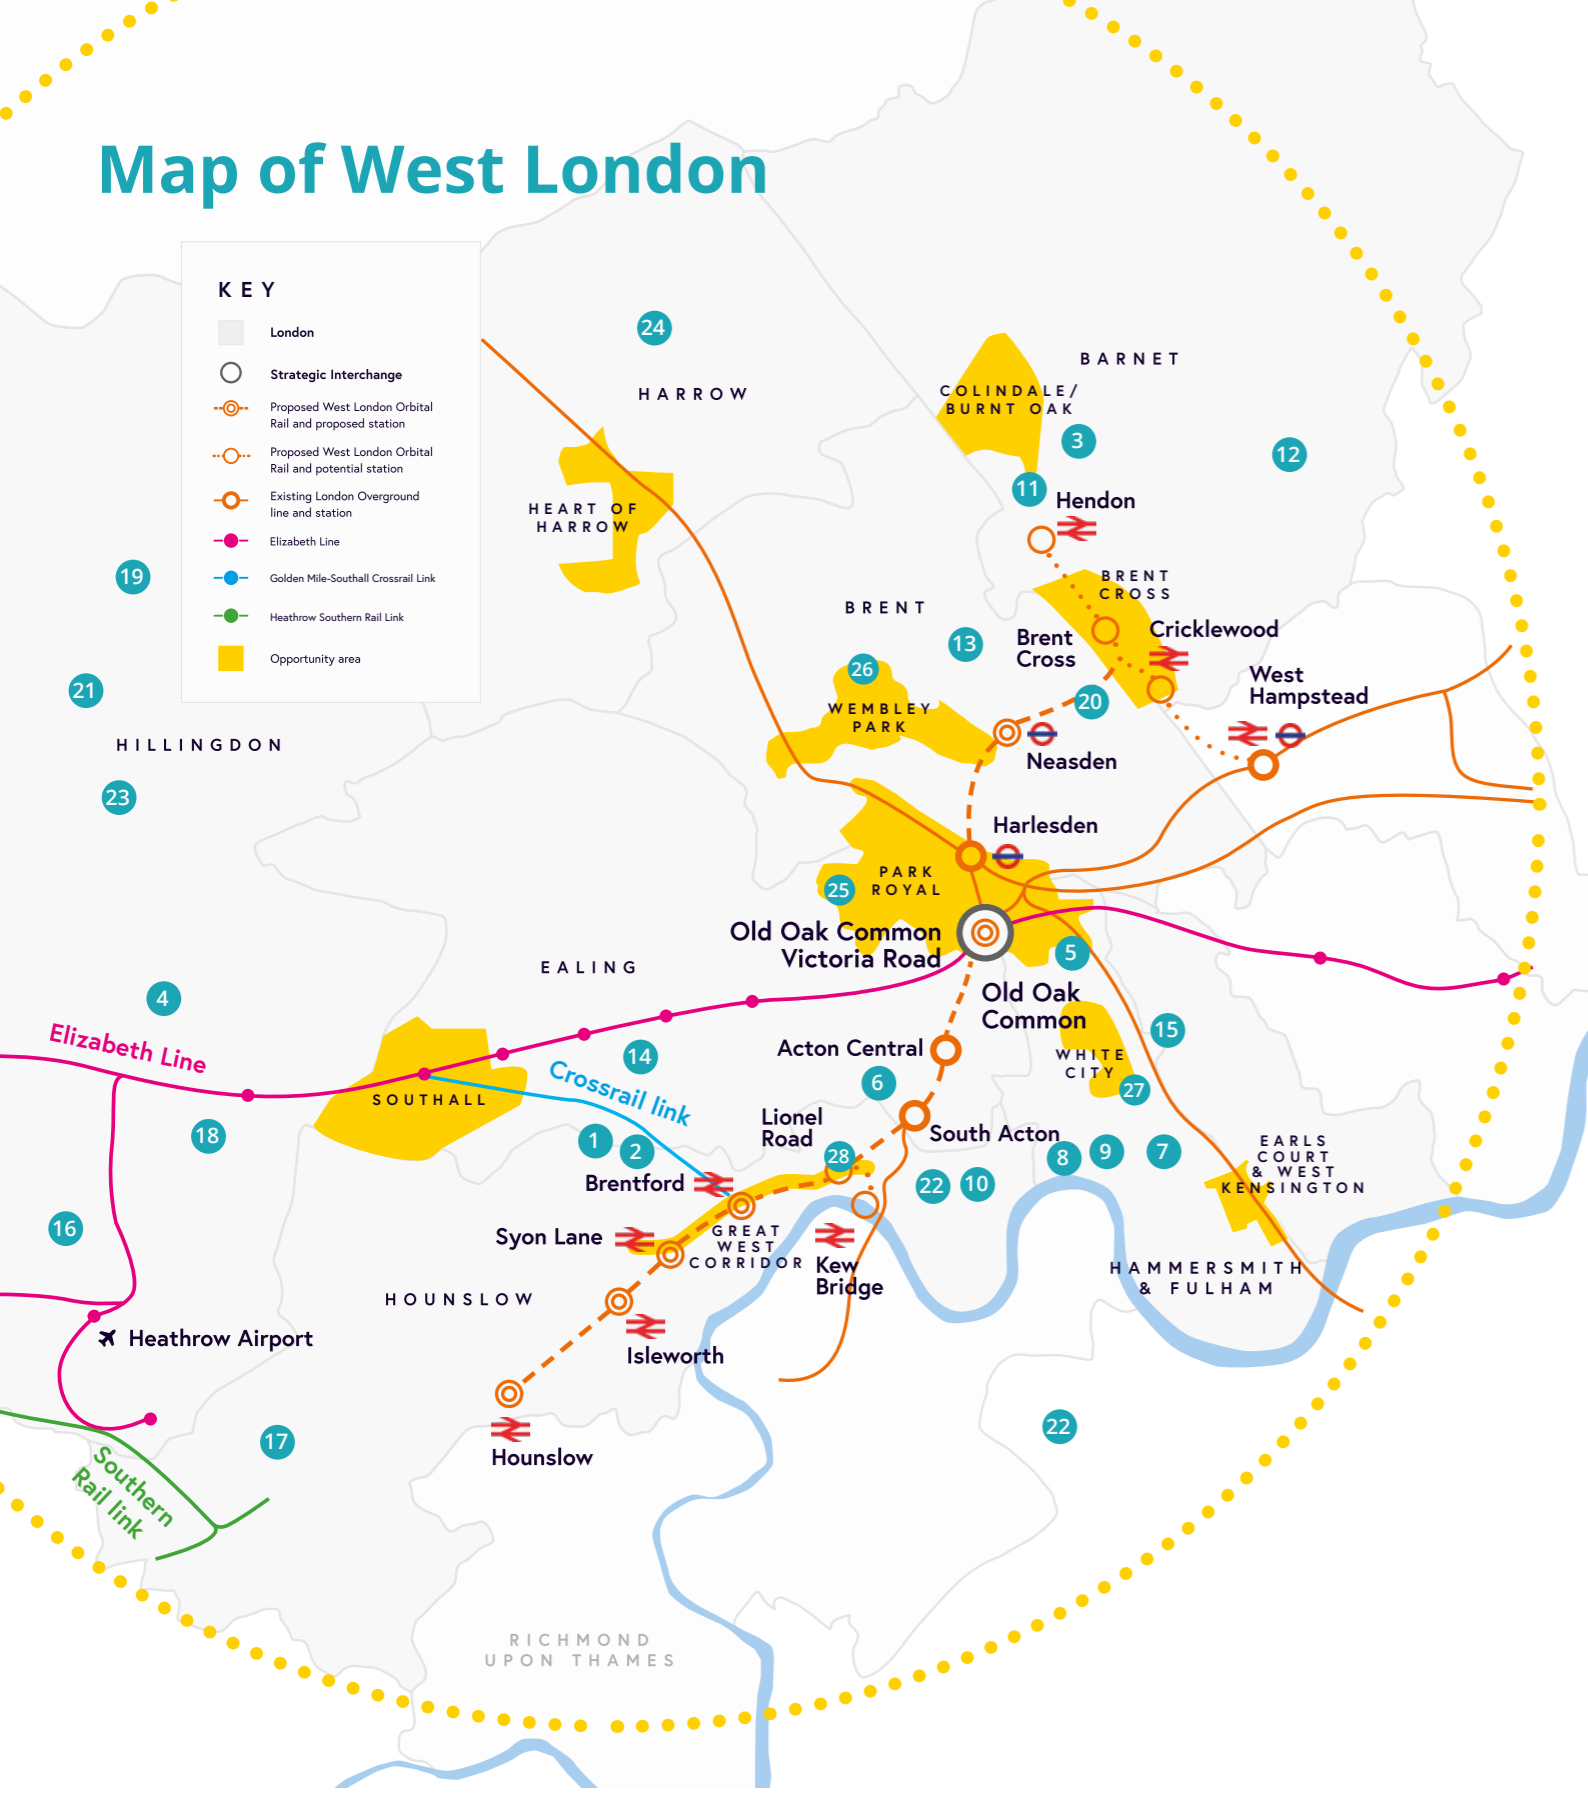 Map of West London
KEY
London
Strategic Interchange
Proposed West London Orbital
Rail and proposed station
Proposed West London Orbital
Rail and potential station
Existing London Overground
line and station
Elizabeth Line
Golden Mile-Southall Crossrail Link
Heathrow Southern Rail Link
Opportunity area
24
HARROW
BARNET
COLINDALE/
BURNT OAK
3
12
11
Hendon
HEART OF
HARROW
19
BRENT
CROSS
BRENT
13
Brent
Cross
Cricklewood
26
West
Hampstead
21
20
WEMBLEY
PARK
HILLINGDON
Neasden
23
Harlesden
PARK
ROYAL
25
Old Oak Common
Victoria Road
5
EALING
4
Old Oak
Common
Elizabeth Line
15
14
Acton Central
WHITE
CITY
Crossrail link
6
27
SOUTHALL
18
Lionel
Road
South Acton
1
2
28
8
9
7
EARLS
COURT
& WEST
KENSINGTON
Brentford
22
10
16
Syon Lane
GREAT
WEST
CORRIDOR
Kew
Bridge
HAMMERSMITH
& FULHAM
HOUNSLOW
Heathrow Airport
Isleworth
22
17
Hounslow
Southern
Rail link
RICHMOND
UPON THAMES